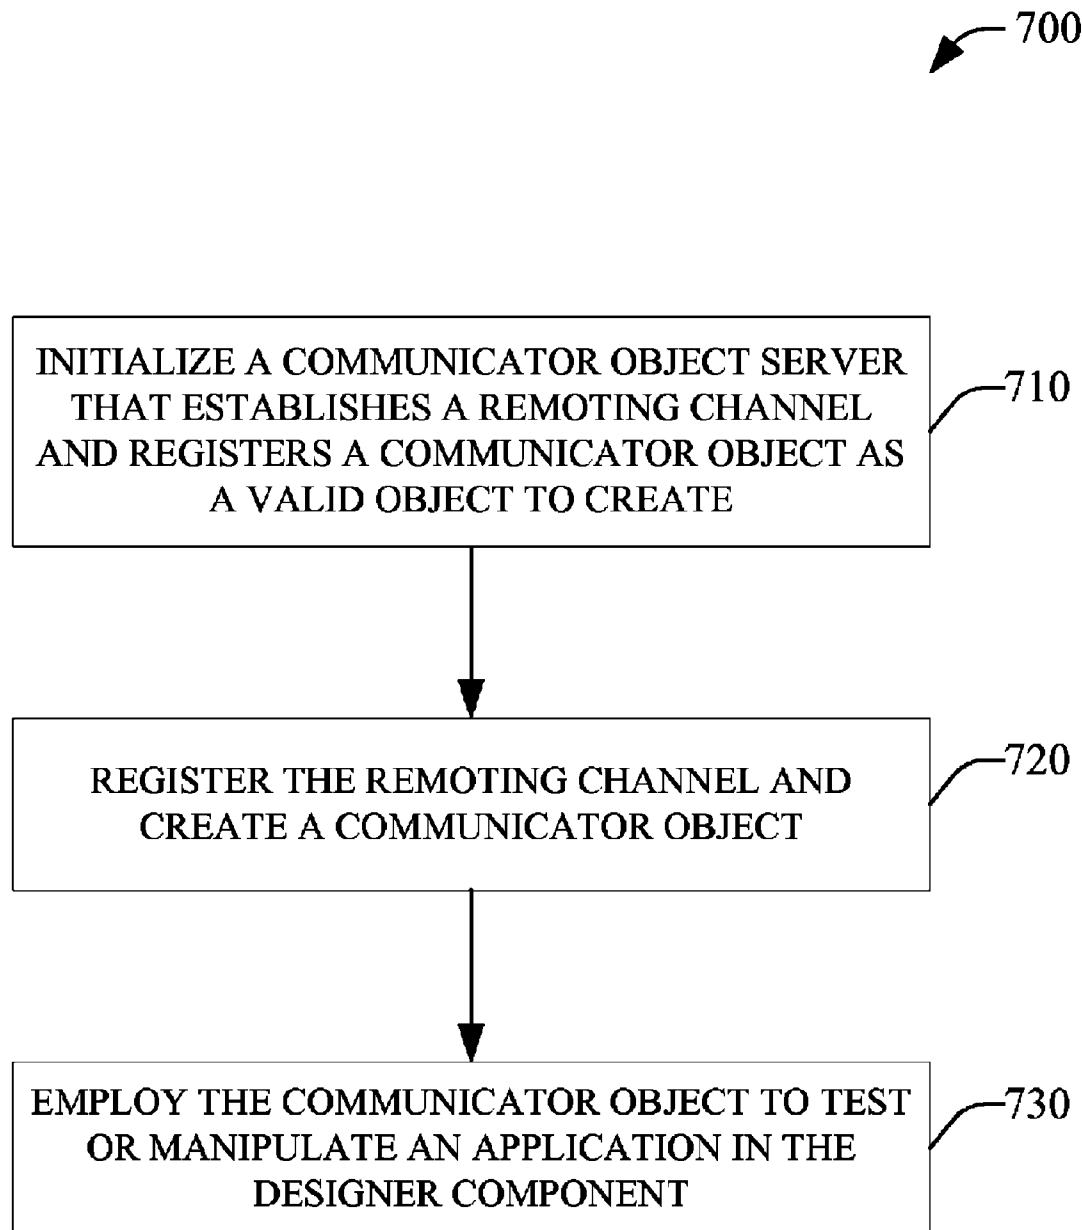 700
INITIALIZE A COMMUNICATOR OBJECT SERVER
THAT ESTABLISHES A REMOTING CHANNEL
AND REGISTERS A COMMUNICATOR OBJECT AS
A VALID OBJECT TO CREATE
710
REGISTER THE REMOTING CHANNEL AND
CREATE A COMMUNICATOR OBJECT
720
EMPLOY THE COMMUNICATOR OBJECT TO TEST
OR MANIPULATE AN APPLICATION IN THE
DESIGNER COMPONENT
730